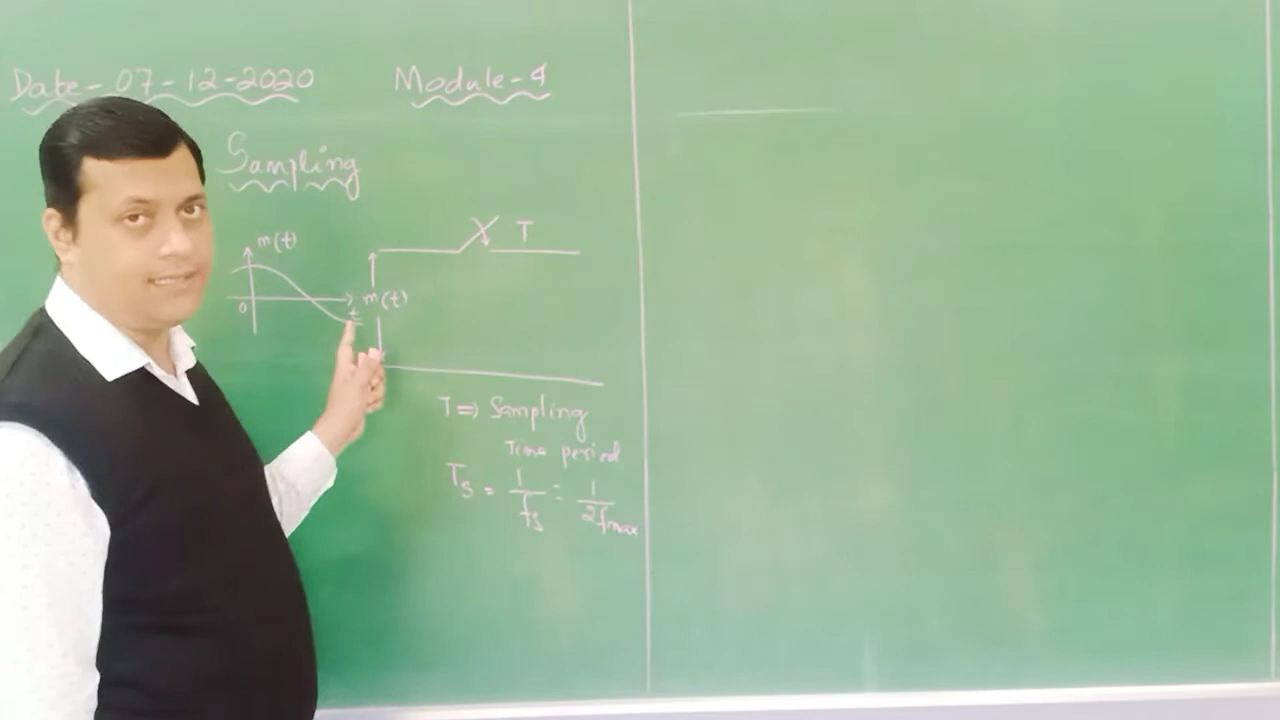 Date - 07-12-2020
Module-4
Sampling
m(t)
0
t
T
m(t)
T => Sampling
Time period
Ts = 1/fs = 1/2fmax